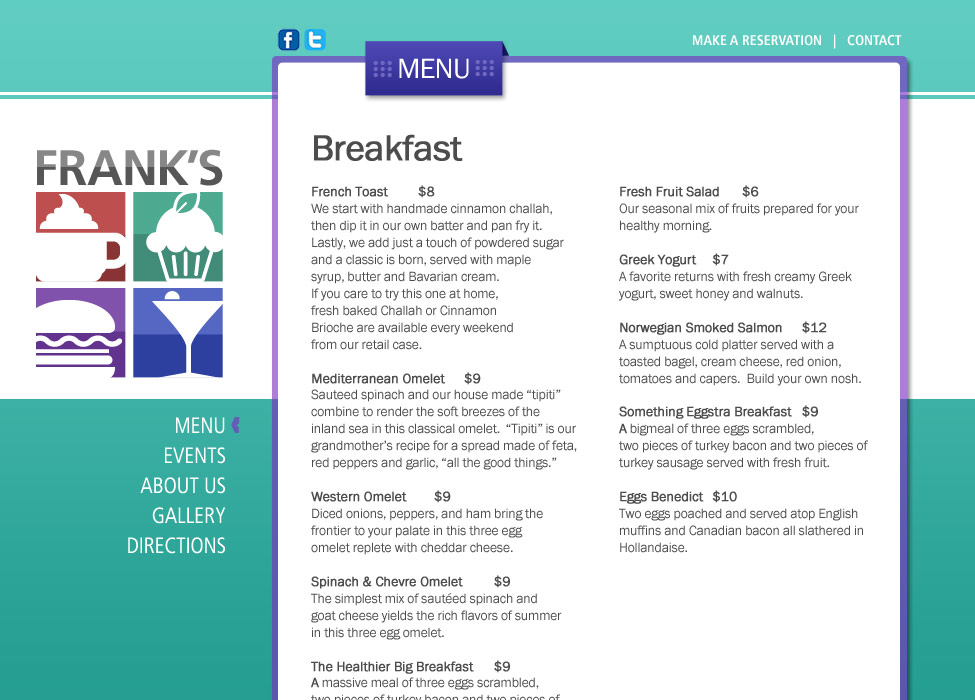 f t
MAKE A RESERVATION | CONTACT
MENU
FRANK'S
MENU
EVENTS
ABOUT US
GALLERY
DIRECTIONS
Breakfast
French Toast $8
We start with handmade cinnamon challah,
then dip it in our own batter and pan fry it.
Lastly, we add just a touch of powdered sugar
and a classic is born, served with maple
syrup, butter and Bavarian cream.
If you care to try this one at home,
fresh baked Challah or Cinnamon
Brioche are available every weekend
from our retail case.
Mediterranean Omelet $9
Sauteed spinach and our house made “tipiti”
combine to render the soft breezes of the
inland sea in this classical omelet.  “Tipiti” is our
grandmother’s recipe for a spread made of feta,
red peppers and garlic, “all the good things.”
Western Omelet $9
Diced onions, peppers, and ham bring the
frontier to your palate in this three egg
omelet replete with cheddar cheese.
Spinach & Chevre Omelet $9
The simplest mix of sautéed spinach and
goat cheese yields the rich flavors of summer
in this three egg omelet.
The Healthier Big Breakfast $9
A massive meal of three eggs scrambled,
two pieces of turkey bacon and two pieces of
Fresh Fruit Salad $6
Our seasonal mix of fruits prepared for your
healthy morning.
Greek Yogurt $7
A favorite returns with fresh creamy Greek
yogurt, sweet honey and walnuts.
Norwegian Smoked Salmon $12
A sumptuous cold platter served with a
toasted bagel, cream cheese, red onion,
tomatoes and capers.  Build your own nosh.
Something Eggstra Breakfast $9
A bigmeal of three eggs scrambled,
two pieces of turkey bacon and two pieces of
turkey sausage served with fresh fruit.
Eggs Benedict $10
Two eggs poached and served atop English
muffins and Canadian bacon all slathered in
Hollandaise.